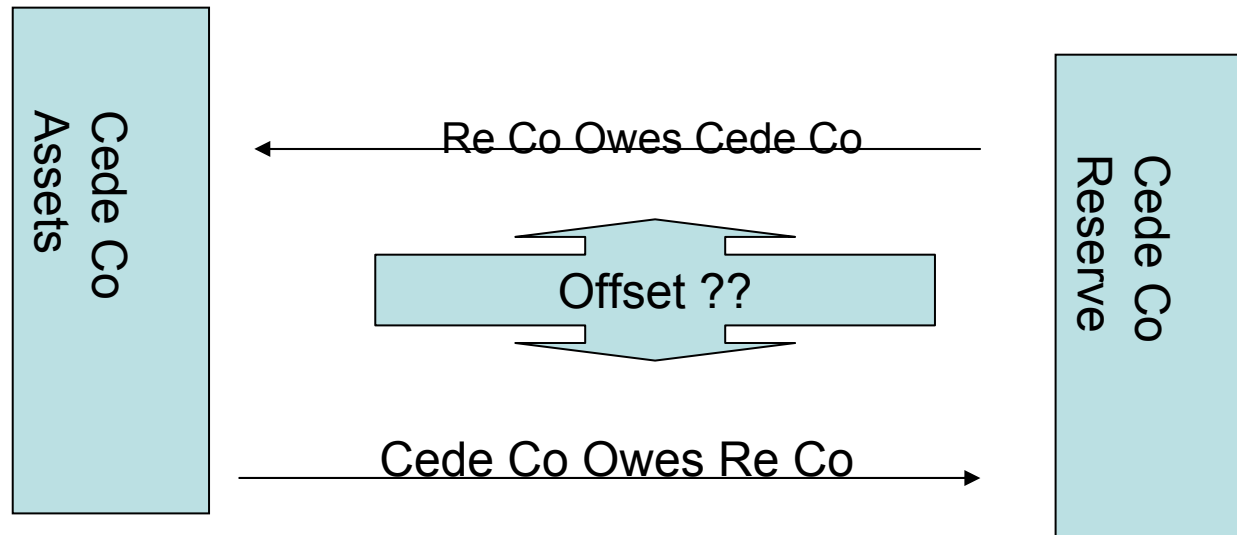 Cede Co
Assets
Re Co Owes Cede Co
Offset ??
Cede Co Owes Re Co
Cede Co
Reserve